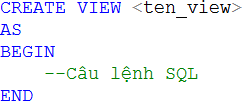 CREATE VIEW <ten_view>
AS
BEGIN
--Câu lệnh SQL
END